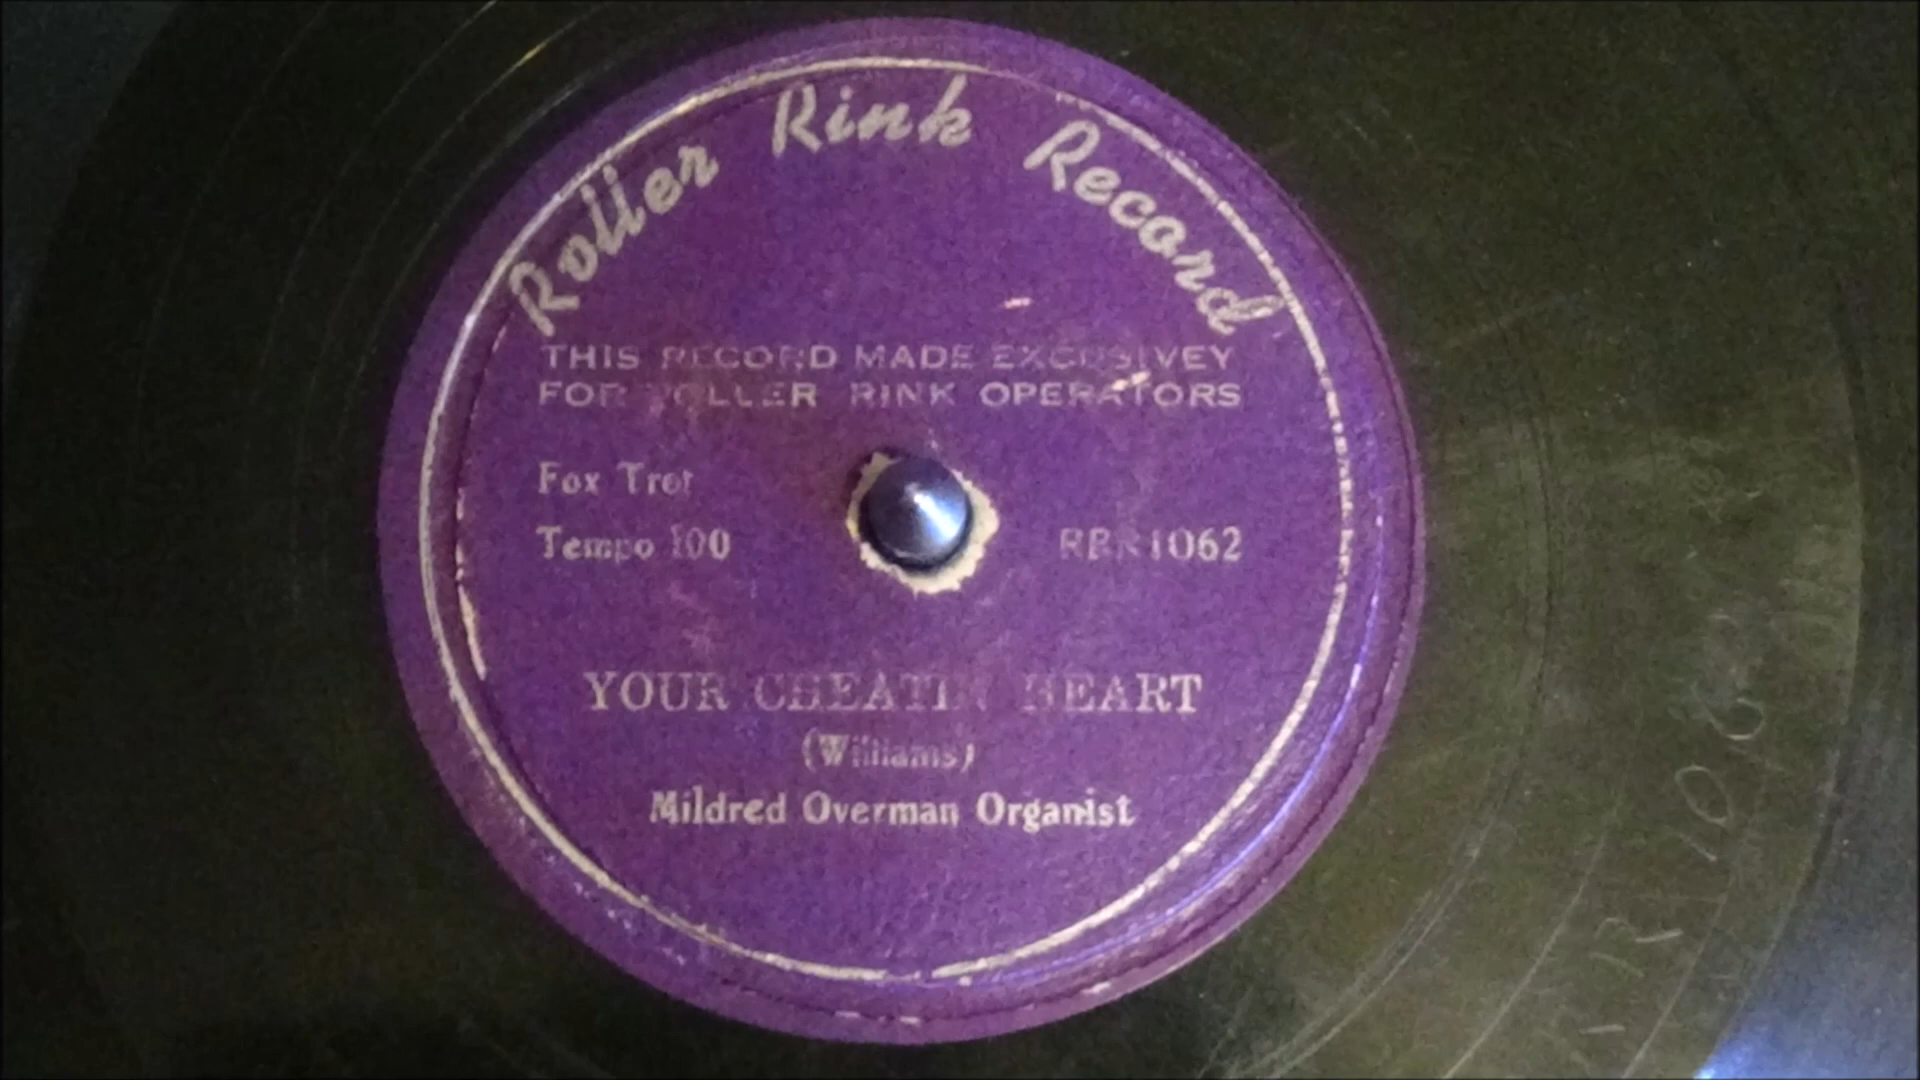 Roller Rink Record
THIS RECORD MADE EXCLUSIVEY
FOR ROLLER RINK OPERATORS
Fox Trot
Tempo 100
RRR1062
YOUR CHEATIN HEART
(Williams)
Mildred Overman Organist